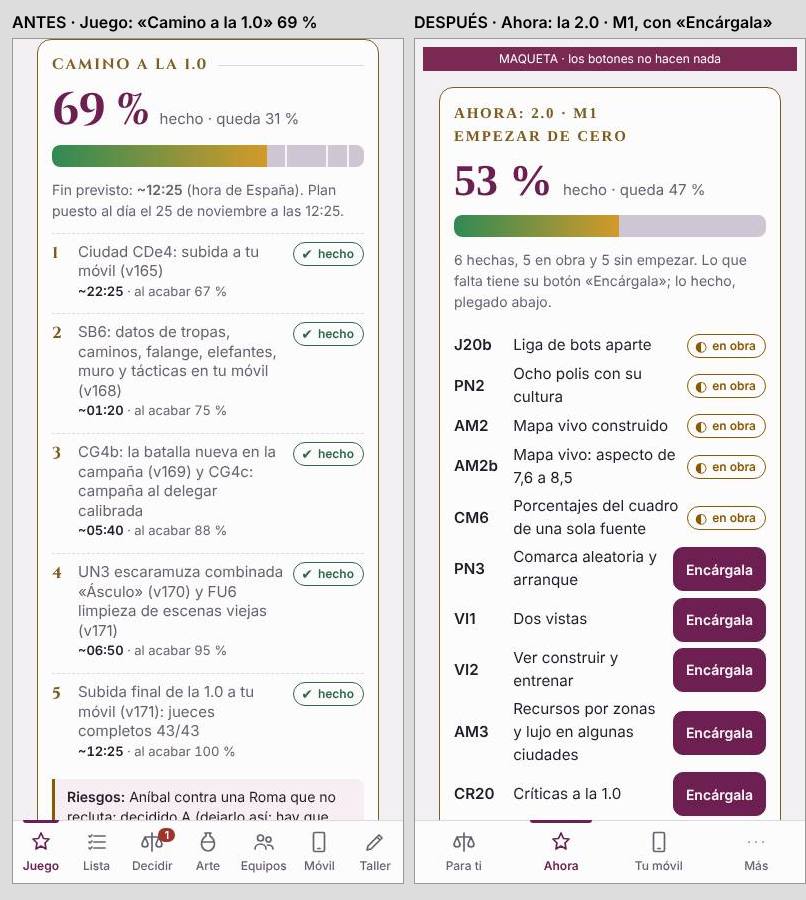 ANTES · Juego: «Camino a la 1.0» 69 %
CAMINO A LA 1.0
69 % hecho · queda 31 %
Fin previsto: ~12:25 (hora de España). Plan
puesto al día el 25 de noviembre a las 12:25.
1 Ciudad CDe4: subida a tu
móvil (v165)
~22:25 · al acabar 67 %
✔ hecho
2 SB6: datos de tropas,
caminos, falange, elefantes,
muro y tácticas en tu móvil
(v168)
~01:20 · al acabar 75 %
✔ hecho
3 CG4b: la batalla nueva en la
campaña (v169) y CG4c:
campaña al delegar
calibrada
~05:40 · al acabar 88 %
✔ hecho
4 UN3 escaramuza combinada
«Ásculo» (v170) y FU6
limpieza de escenas viejas
(v171)
~06:50 · al acabar 95 %
✔ hecho
5 Subida final de la 1.0 a tu
móvil (v171): jueces
completos 43/43
~12:25 · al acabar 100 %
✔ hecho
Riesgos: Aníbal contra una Roma que no
recluta: decidido A (dejarlo así: hay que
Juego
Lista
Decidir
1
Arte
Equipos
Móvil
Taller
DESPUÉS · Ahora: la 2.0 · M1, con «Encárgala»
MAQUETA · los botones no hacen nada
AHORA: 2.0 · M1
EMPEZAR DE CERO
53 % hecho · queda 47 %
6 hechas, 5 en obra y 5 sin empezar. Lo que
falta tiene su botón «Encárgala»; lo hecho,
plegado abajo.
J20b Liga de bots aparte ◐ en obra
PN2 Ocho polis con su
cultura ◐ en obra
AM2 Mapa vivo construido ◐ en obra
AM2b Mapa vivo: aspecto de
7,6 a 8,5 ◐ en obra
CM6 Porcentajes del cuadro
de una sola fuente ◐ en obra
PN3 Comarca aleatoria y
arranque Encárgala
VI1 Dos vistas Encárgala
VI2 Ver construir y
entrenar Encárgala
AM3 Recursos por zonas
y lujo en algunas
ciudades Encárgala
CR20 Críticas a la 1.0 Encárgala
Para ti
Ahora
Tu móvil
Más